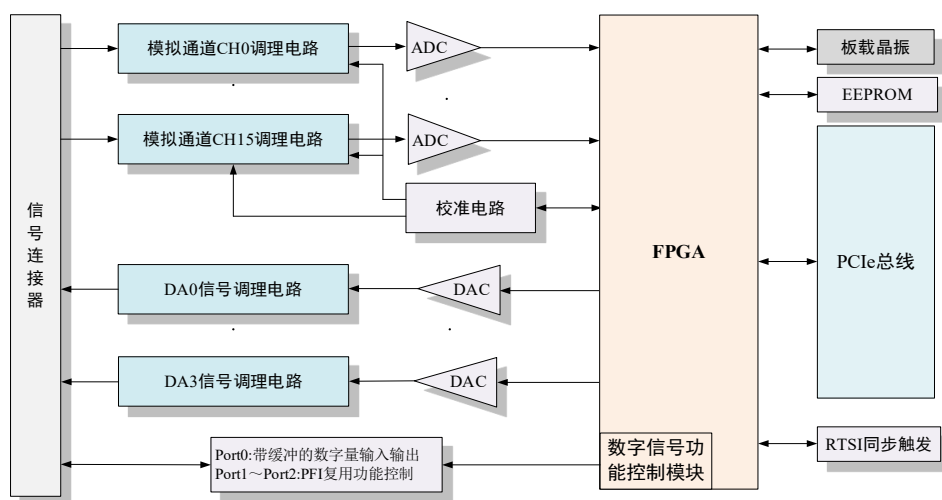 信
号
连
接
器
模拟通道CH0调理电路
ADC
模拟通道CH15调理电路
ADC
校准电路
DA0信号调理电路
DAC
DA3信号调理电路
DAC
Port0:带缓冲的数字量输入输出
Port1～Port2:PFI复用功能控制
FPGA
数字信号功
能控制模块
板载晶振
EEPROM
PCIe总线
RTSI同步触发